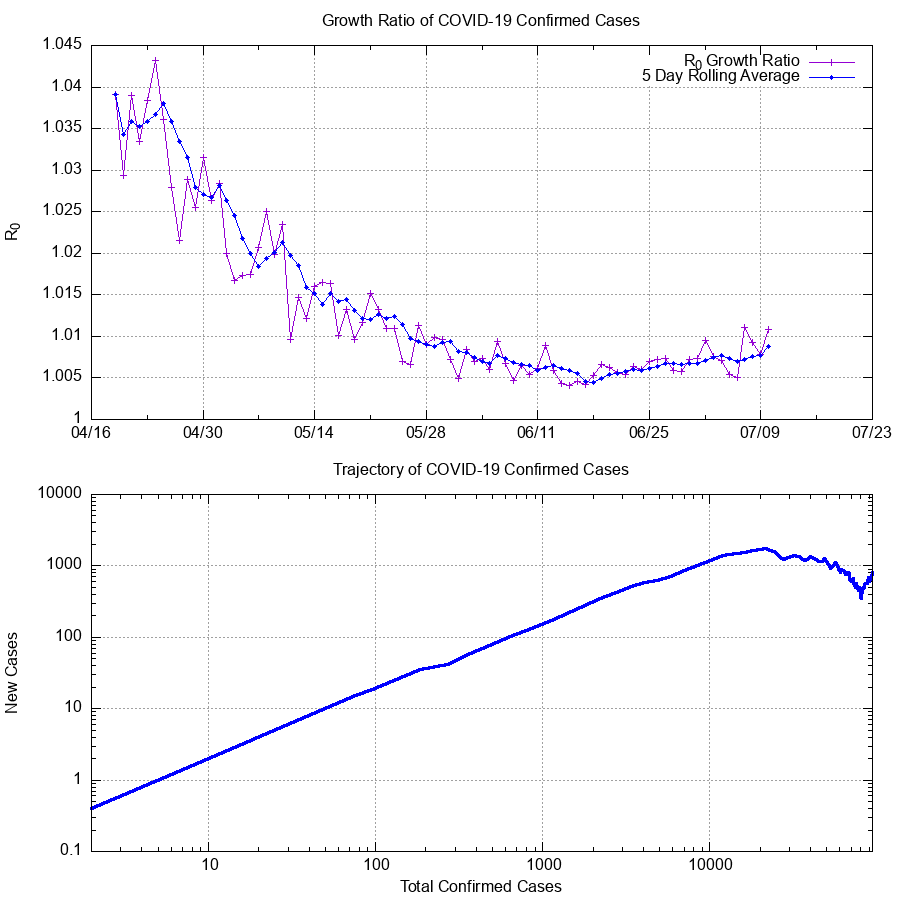 Growth Ratio of COVID-19 Confirmed Cases
R0 Growth Ratio
5 Day Rolling Average
R0
1.045
1.04
1.035
1.03
1.025
1.02
1.015
1.01
1.005
1
04/16 04/30 05/14 05/28 06/11 06/25 07/09 07/23
Trajectory of COVID-19 Confirmed Cases
New Cases
10000
1000
100
10
1
0.1
10 100 1000 10000
Total Confirmed Cases